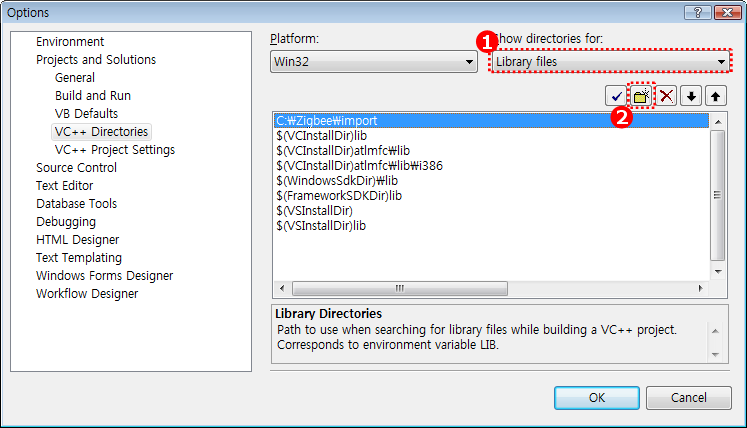 Options
Environment
Projects and Solutions
General
Build and Run
VB Defaults
VC++ Directories
VC++ Project Settings
Source Control
Text Editor
Database Tools
Debugging
HTML Designer
Text Templating
Windows Forms Designer
Workflow Designer
Platform:
Win32
1
Show directories for:
Library files
2
C:₩Zigbee₩import
$(VCInstallDir)lib
$(VCInstallDir)atlmfc₩lib
$(VCInstallDir)atlmfc₩lib₩i386
$(WindowsSdkDir)₩lib
$(FrameworkSDKDir)lib
$(VSInstallDir)
$(VSInstallDir)lib
Library Directories
Path to use when searching for library files while building a VC++ project.
Corresponds to environment variable LIB.
OK
Cancel